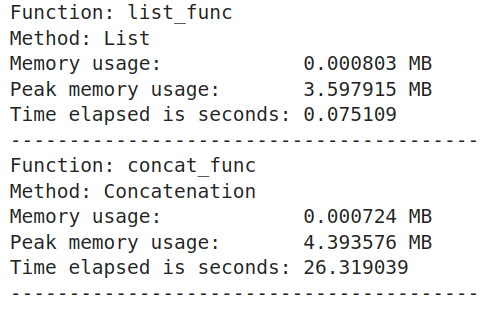 Function: list_func
Method: List
Memory usage:            0.000803 MB
Peak memory usage:       3.597915 MB
Time elapsed is seconds: 0.075109
----------------------------------------
Function: concat_func
Method: Concatenation
Memory usage:            0.000724 MB
Peak memory usage:       4.393576 MB
Time elapsed is seconds: 26.319039
----------------------------------------